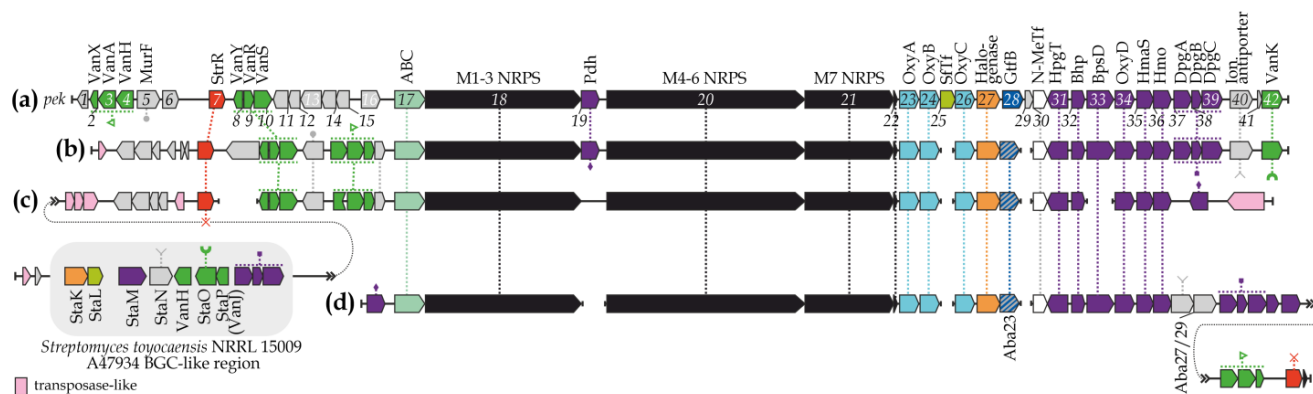 VanX
VanA
VanH
MurF
StrR
VanY
VanR
VanS
ABC
M1-3 NRPS
Pdh
M4-6 NRPS
M7 NRPS
OxyA
OxyB
SfTf
OxyC
Halo-
genase
GtfB
N-MeTf
HpgT
Bhp
BpsD
OxyD
HmaS
Hmo
DpgA
DpgB
DpgC
Ion
antiporter
VanK
(a) pek 1 3 4 5 6 7 13 16 17 18 20 21 23 24 26 27 28 31 33 34 39 40 42
2 8 9 10 11 12 14 15 19 22 25 29 30 32 35 36 37 38 41
(b)
(c)
(d)
StaK
StaL
StaM
StaN
VanH
StaO
StaP
(VanJ)
Aba23
Aba27/29
Streptomyces toyocaensis NRRL 15009
A47934 BGC-like region
transposase-like